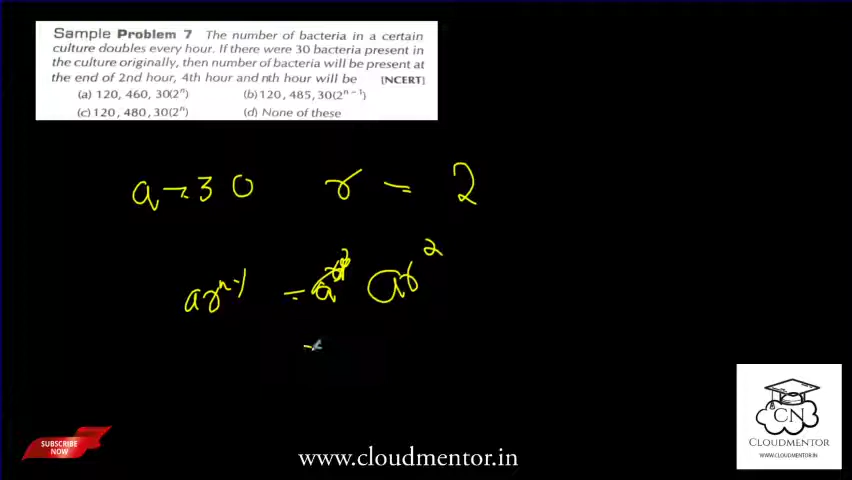 Sample Problem 7 The number of bacteria in a certain
culture doubles every hour. If there were 30 bacteria present in
the culture originally, then number of bacteria will be present at
the end of 2nd hour, 4th hour and nth hour will be [NCERT]
(a) 120, 460, 30(2ⁿ) (b) 120, 485, 30(2ⁿ⁻¹)
(c) 120, 480, 30(2ⁿ) (d) None of these
a = 30 r = 2
arⁿ⁻¹ = ar²
CN
CLOUDMENTOR
WWW.CLOUDMENTOR.IN
SUBSCRIBE
NOW
www.cloudmentor.in